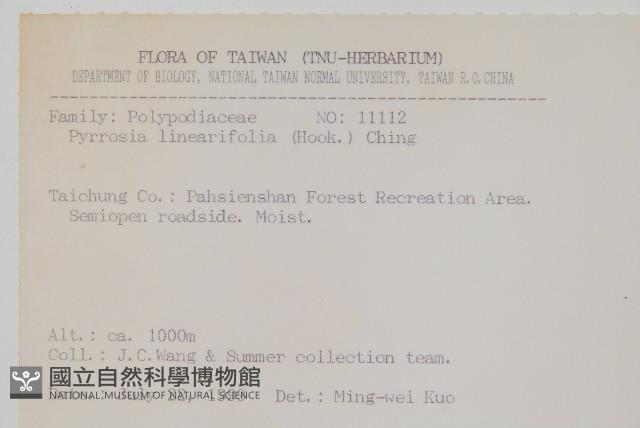 FLORA OF TAIWAN (TNU-HERBARIUM)
DEPARTMENT OF BIOLOGY, NATIONAL TAIWAN NORMAL UNIVERSITY, TAIWAN R.O.CHINA
Family: Polypodiaceae NO: 11112
Pyrrosia linearifolia (Hook.) Ching
Taichung Co.: Pahsienshan Forest Recreation Area.
Semiopen roadside. Moist.
Alt.: ca. 1000m
Coll.: J.C.Wang & Summer collection team.
國立自然科學博物館
NATIONAL MUSEUM OF NATURAL SCIENCE
July 22, Det.: Ming-wei Kuo